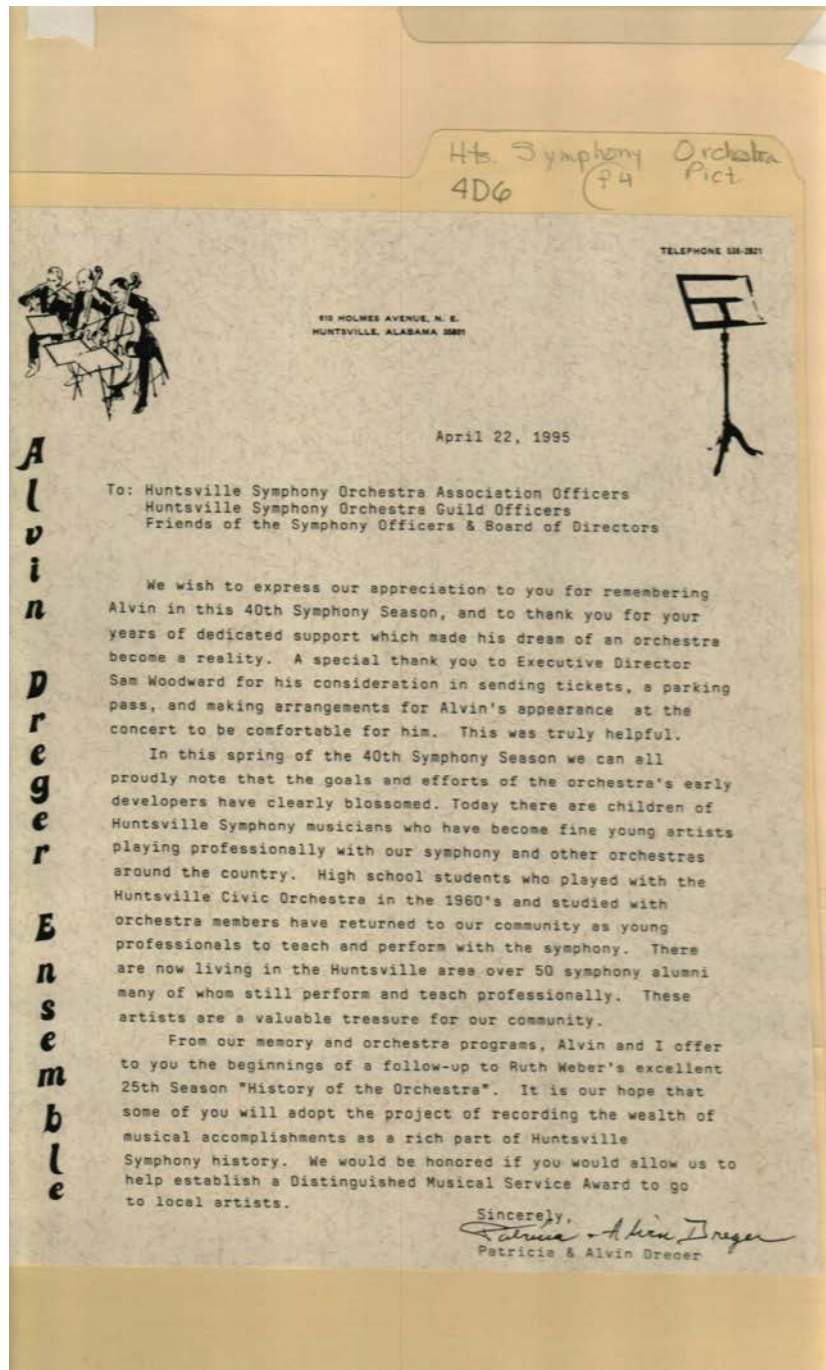 Hts. Symphony Orchestra
4D6 f4 Pict.
TELEPHONE 536-2821
610 HOLMES AVENUE, N. E.
HUNTSVILLE, ALABAMA 35801
Alvin Dreger Ensemble
April 22, 1995
To: Huntsville Symphony Orchestra Association Officers
Huntsville Symphony Orchestra Guild Officers
Friends of the Symphony Officers & Board of Directors
We wish to express our appreciation to you for remembering
Alvin in this 40th Symphony Season, and to thank you for your
years of dedicated support which made his dream of an orchestra
become a reality. A special thank you to Executive Director
Sam Woodward for his consideration in sending tickets, a parking
pass, and making arrangements for Alvin's appearance at the
concert to be comfortable for him. This was truly helpful.
In this spring of the 40th Symphony Season we can all
proudly note that the goals and efforts of the orchestra's early
developers have clearly blossomed. Today there are children of
Huntsville Symphony musicians who have become fine young artists
playing professionally with our symphony and other orchestras
around the country. High school students who played with the
Huntsville Civic Orchestra in the 1960's and studied with
orchestra members have returned to our community as young
professionals to teach and perform with the symphony. There
are now living in the Huntsville area over 50 symphony alumni
many of whom still perform and teach professionally. These
artists are a valuable treasure for our community.
From our memory and orchestra programs, Alvin and I offer
to you the beginnings of a follow-up to Ruth Weber's excellent
25th Season "History of the Orchestra". It is our hope that
some of you will adopt the project of recording the wealth of
musical accomplishments as a rich part of Huntsville
Symphony history. We would be honored if you would allow us to
help establish a Distinguished Musical Service Award to go
to local artists.
Sincerely,
Patricia + Alvin Dreger
Patricia & Alvin Dreger